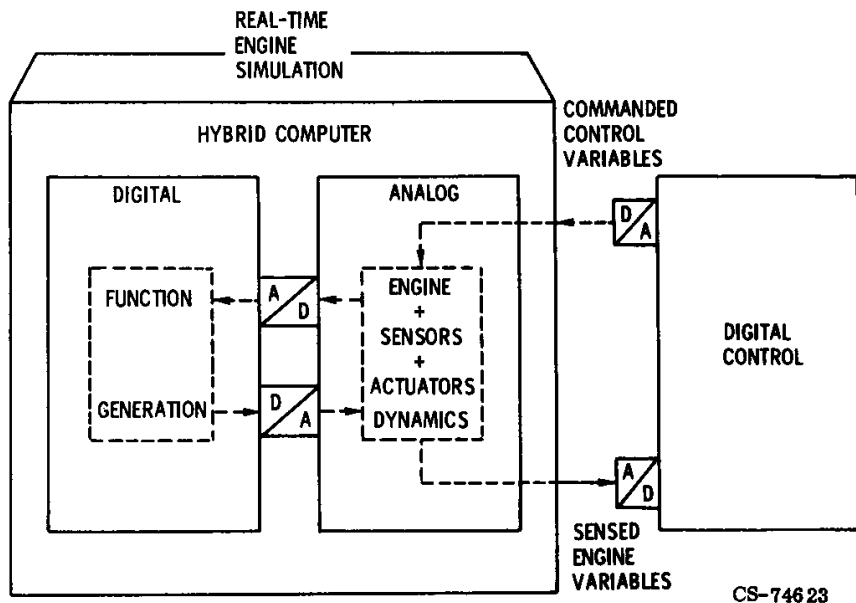 REAL-TIME
ENGINE
SIMULATION
HYBRID COMPUTER
COMMANDED
CONTROL
VARIABLES
DIGITAL
ANALOG
D/A
FUNCTION
A/D
ENGINE
+
SENSORS
+
ACTUATORS
DYNAMICS
GENERATION
D/A
DIGITAL
CONTROL
A/D
SENSED
ENGINE
VARIABLES
CS-74623